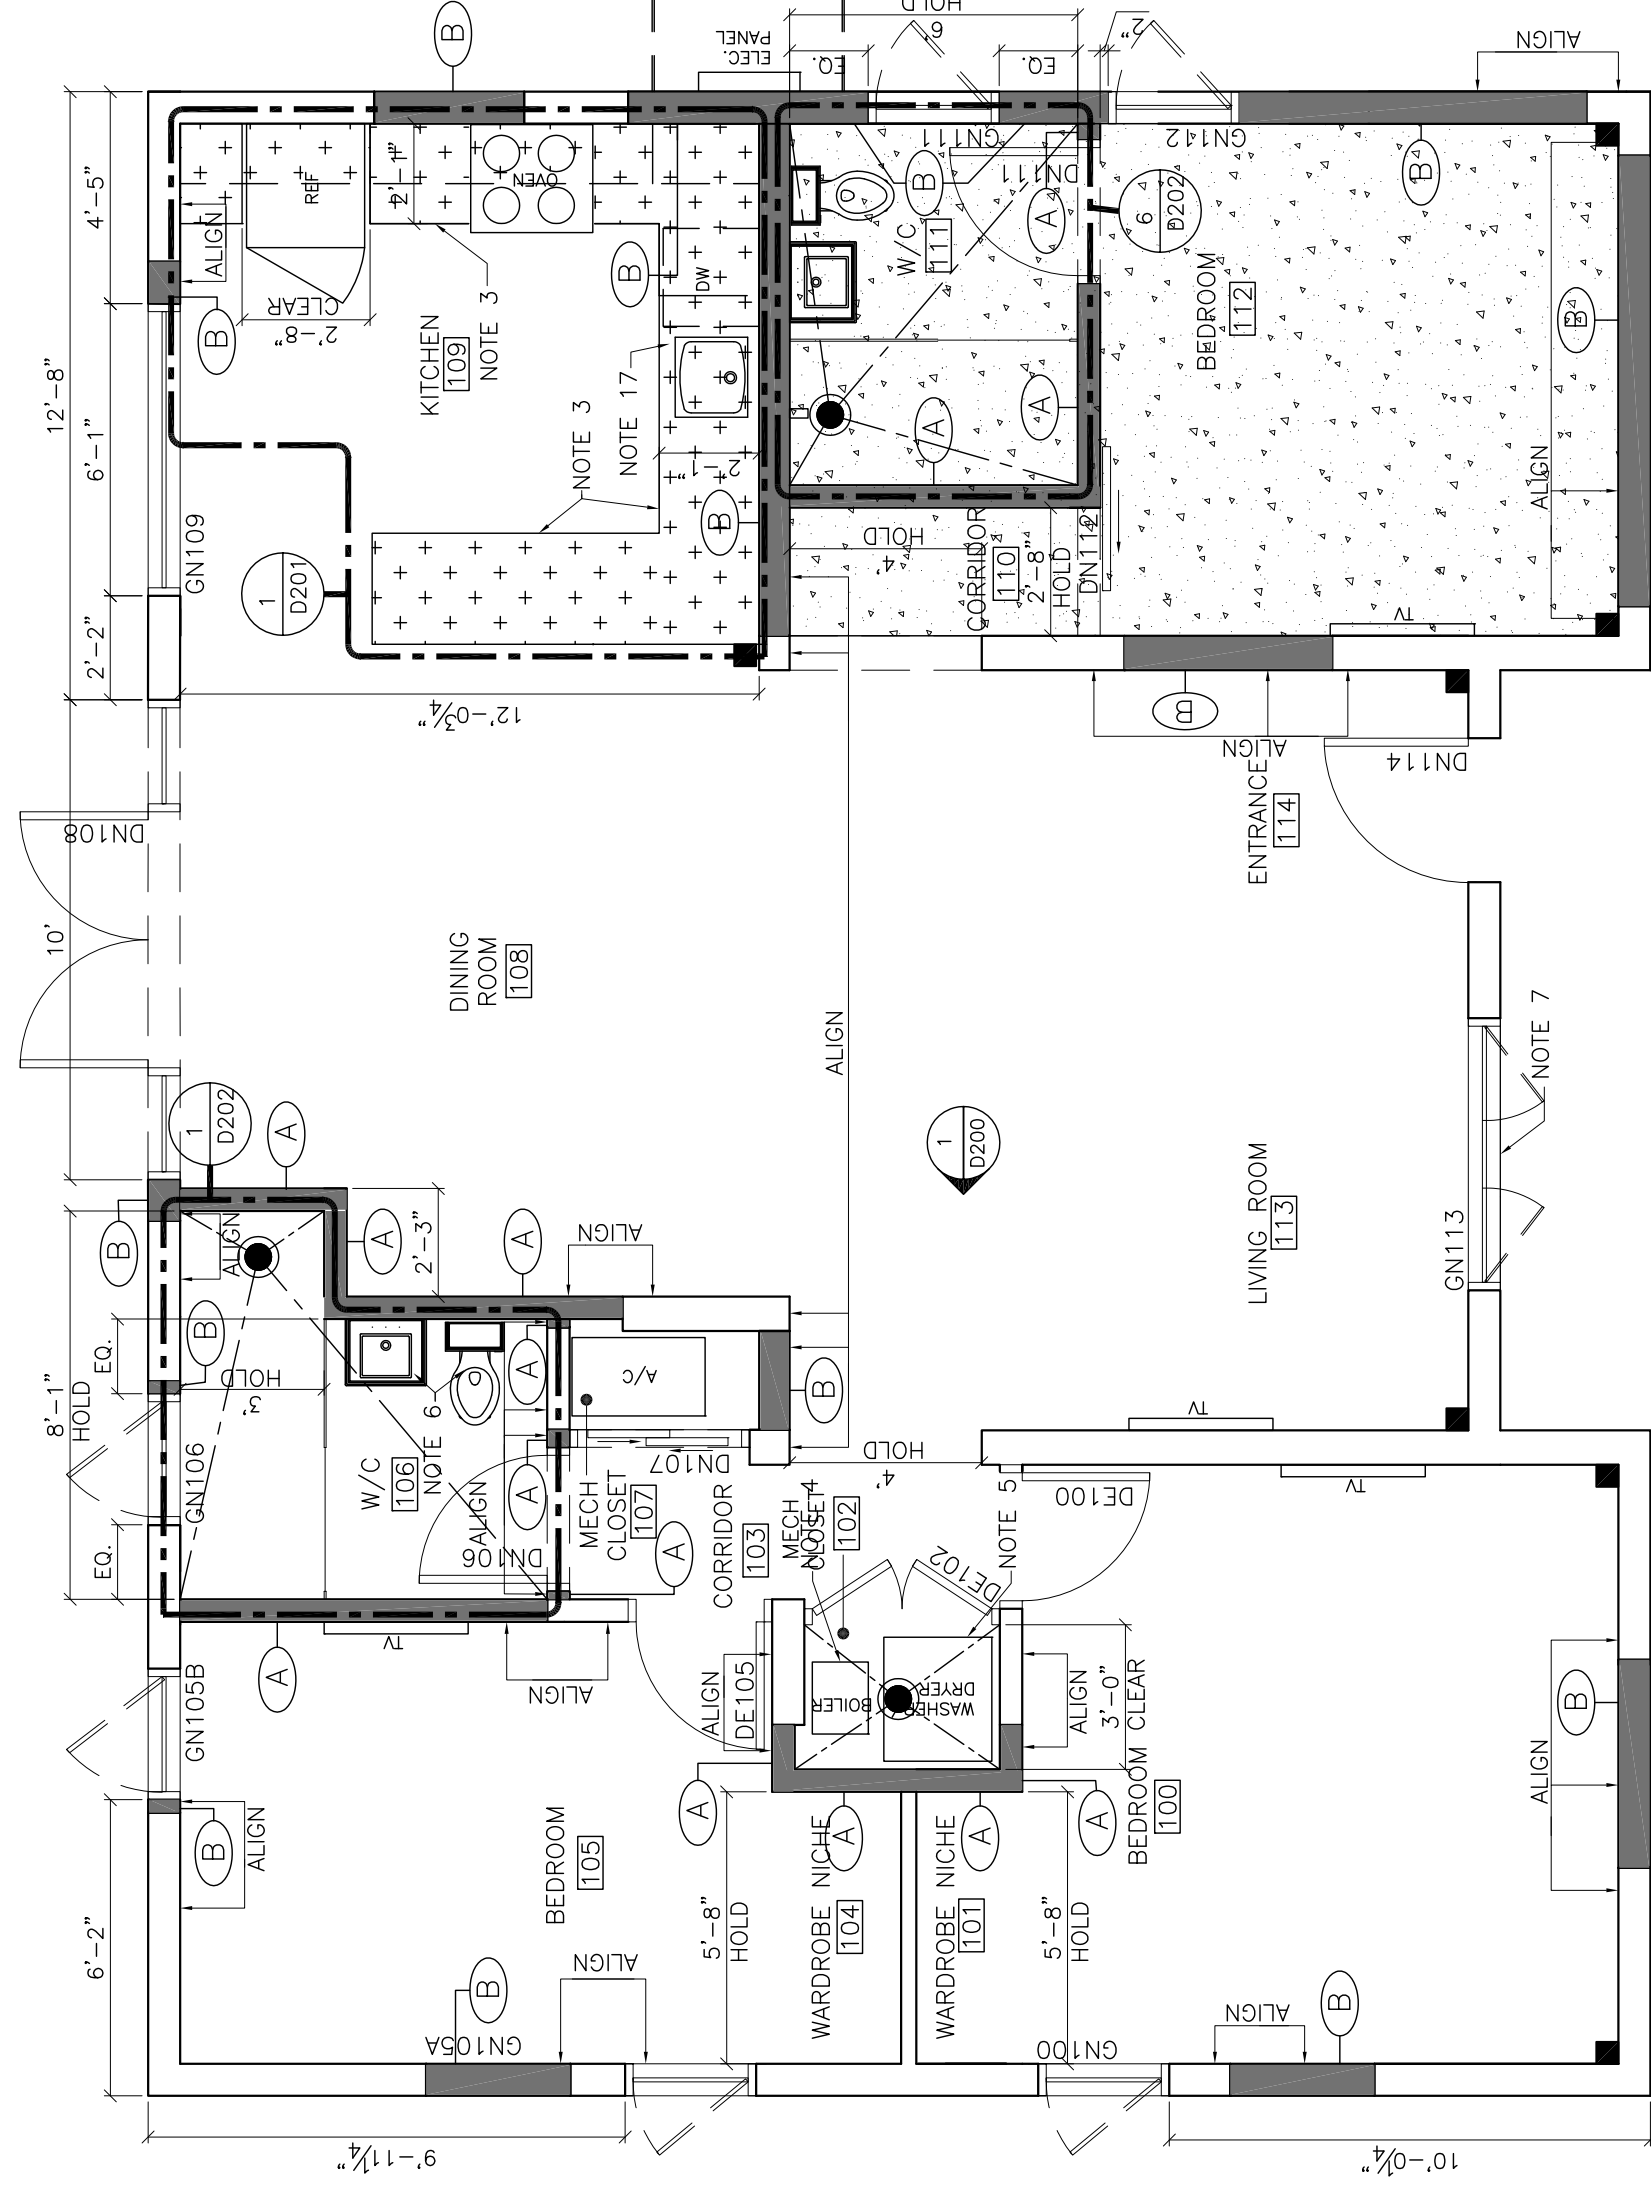 B
HOLD
6'
2"
ELEC.
PANEL
EQ.
EQ.
ALIGN
4'-5"
12'-8"
6'-1"
2'-2"
ALIGN
B
REF
CLEAR
2'-8"
2'-1"
OVEN
KITCHEN
109
NOTE 3
NOTE 3
NOTE 17
B
DW
2'-1"
B
GN109
1
D201
12'-0¾"
GN111
DN111
B
W/C
111
A
A
A
GN112
6
D202
BEDROOM
112
B
B
ALIGN
HOLD
4'
CORRIDOR
110
2'-8"
HOLD
DN112
TV
B
ALIGN
DN114
ENTRANCE
114
DN108
10'
DINING
ROOM
108
ALIGN
1
D200
NOTE 7
LIVING ROOM
113
GN113
TV
1
D202
A
B
ALIGN
A
2'-3"
A
ALIGN
B
EQ.
8'-1"
HOLD
EQ.
HOLD
3'
GN106
W/C
106
NOTE 6
ALIGN
DN106
A
A
A/C
MECH
CLOSET
107
A
DN107
B
HOLD
4'
CORRIDOR
103
MECH
CLOSET
102
NOTE 4
NOTE 5
DE102
DE100
TV
TV
A
ALIGN
GN105B
B
ALIGN
6'-2"
BEDROOM
105
ALIGN
DE105
BOILER
WASHER
DRYER
ALIGN
3'-0"
CLEAR
A
A
A
A
BEDROOM
100
WARDROBE NICHE
104
WARDROBE NICHE
101
5'-8"
HOLD
5'-8"
HOLD
B
ALIGN
ALIGN
B
GN105A
GN100
ALIGN
B
9'-11¼"
10'-0¼"